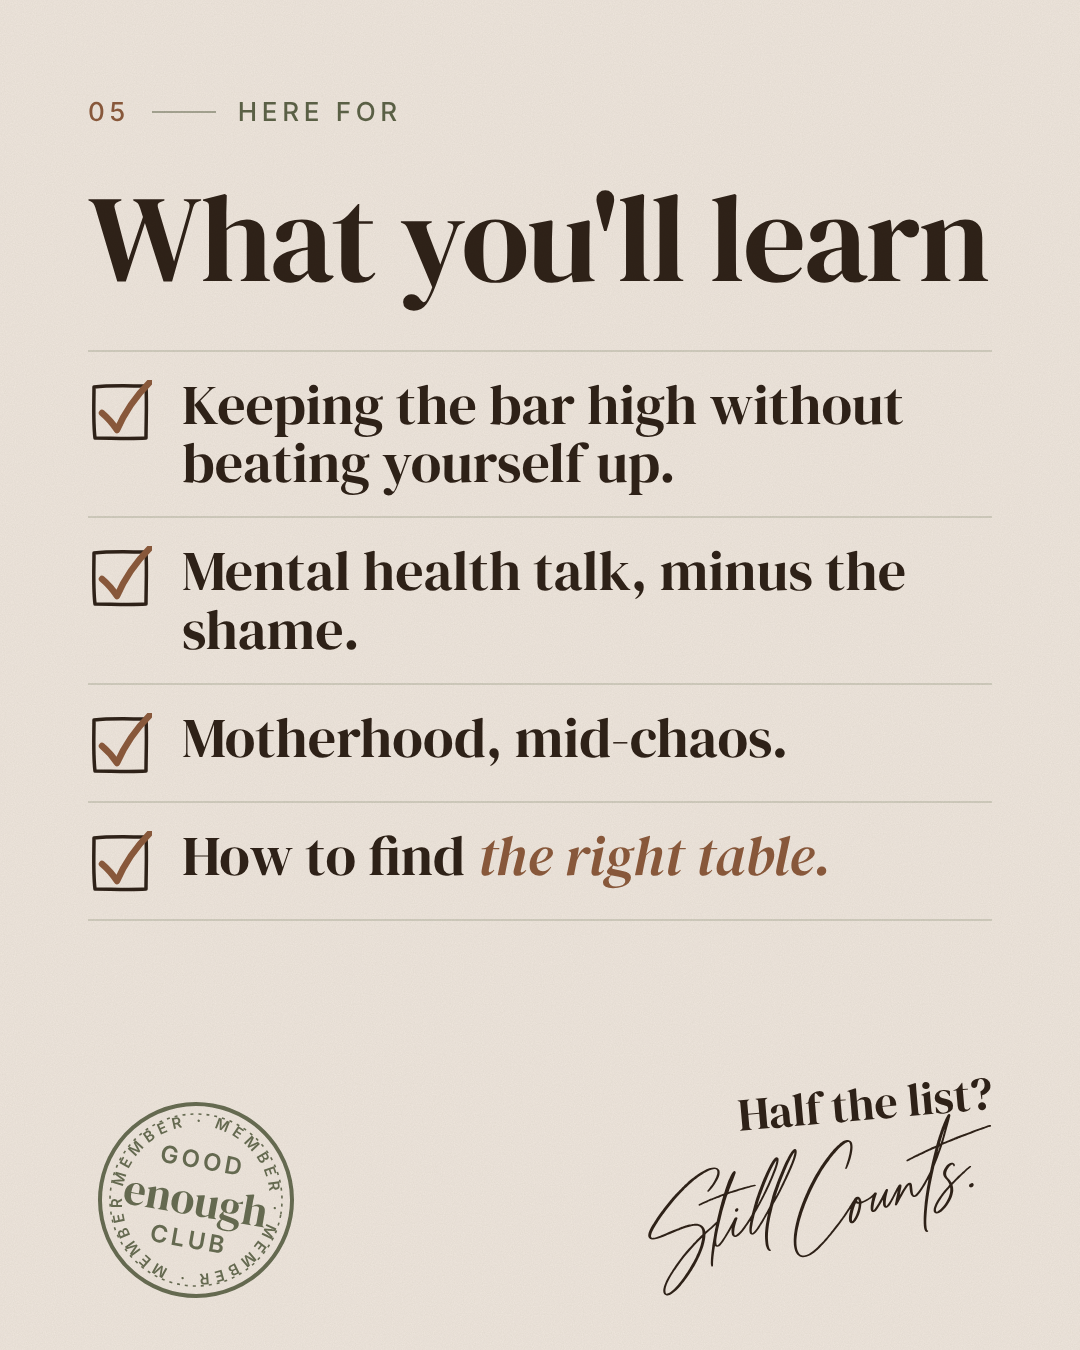 05 — HERE FOR
What you'll learn
Keeping the bar high without
beating yourself up.
Mental health talk, minus the
shame.
Motherhood, mid-chaos.
How to find the right table.
MEMBER · MEMBER · MEMBER · MEMBER
GOOD
enough
CLUB
Half the list?
Still Counts.